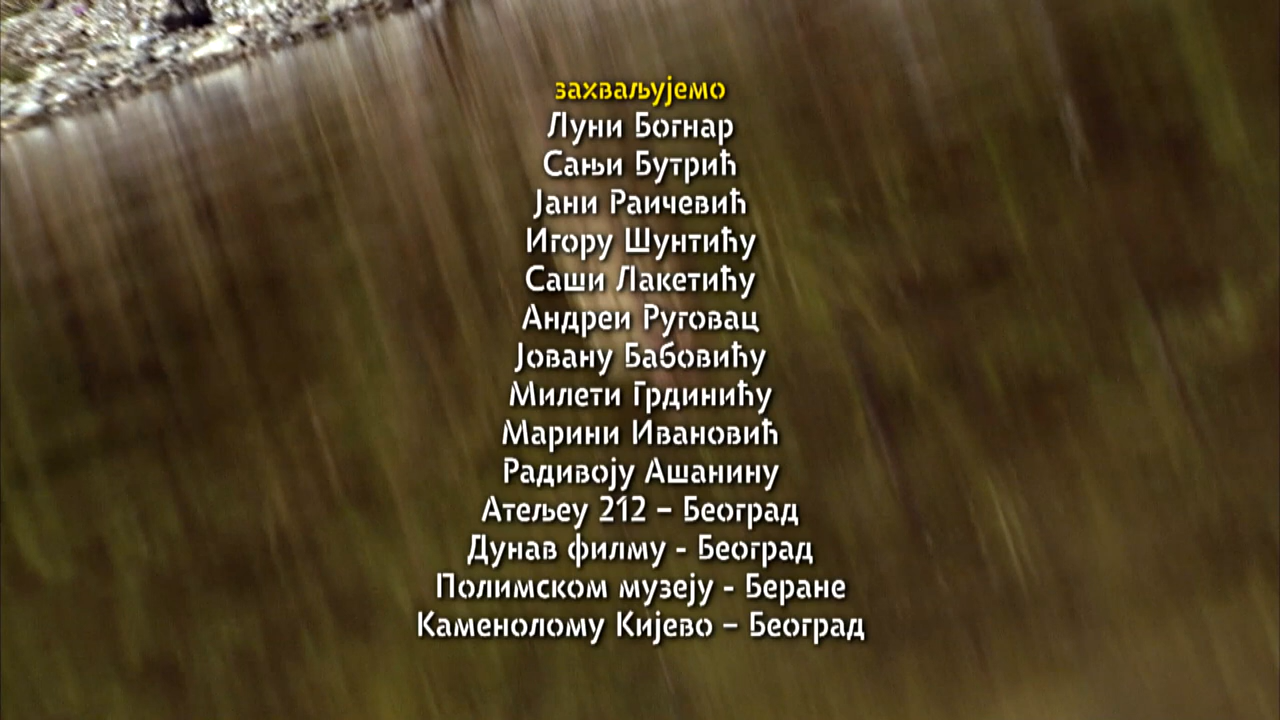 захваљујемо
Луни Богнар
Сањи Бутрић
Јани Раичевић
Игору Шунтићу
Саши Лакетићу
Андреи Руговац
Јовану Бабовићу
Милети Грдинићу
Марини Ивановић
Радивоју Ашанину
Атељеу 212 – Београд
Дунав филму - Београд
Полимском музеју - Беране
Каменолому Кијево – Београд